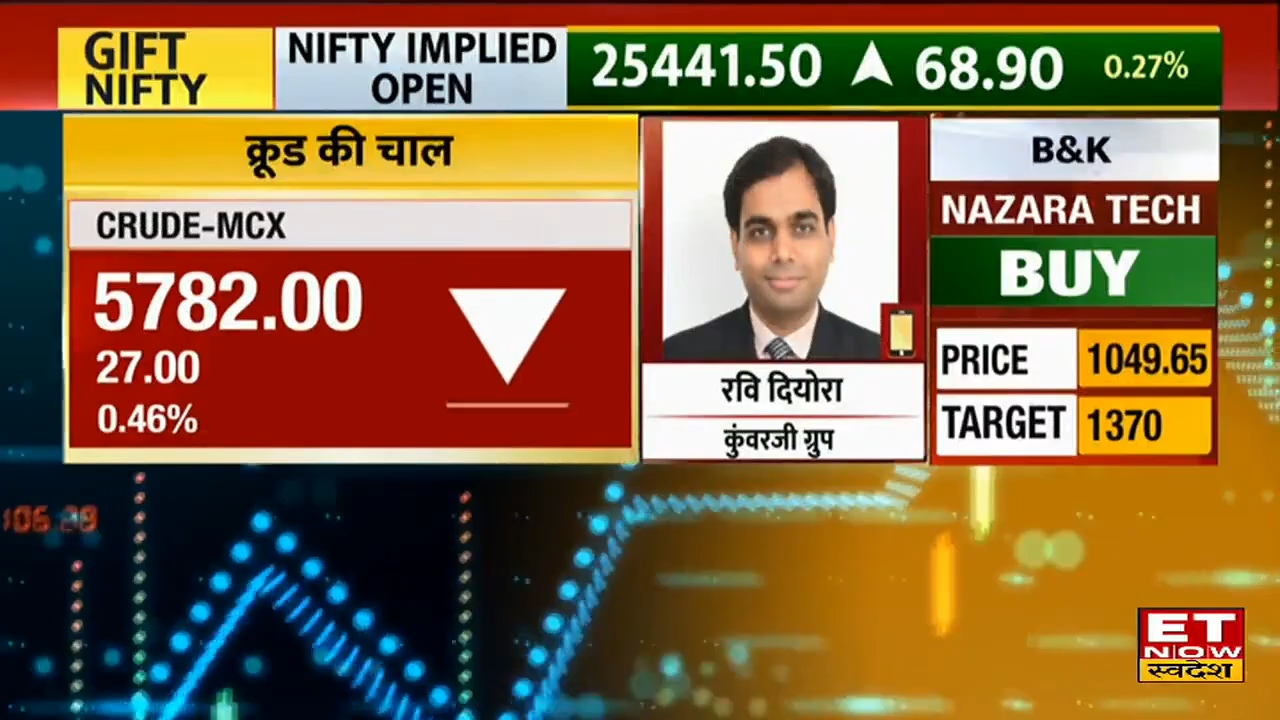 GIFT
NIFTY
NIFTY IMPLIED
OPEN
25441.50 ▲ 68.90 0.27%
क्रूड की चाल
CRUDE-MCX
5782.00
27.00
0.46%
रवि दियोरा
कुंवरजी ग्रुप
B&K
NAZARA TECH
BUY
PRICE 1049.65
TARGET 1370
ET
NOW
स्वदेश